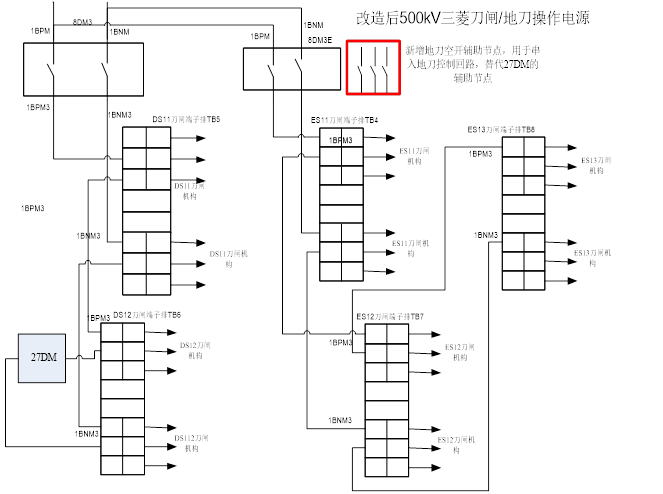 改造后500kV三菱刀闸/地刀操作电源
8DM3
1BPM
1BNM
1BPM
1BNM
8DM3E
新增地刀空开辅助节点，用于串
入地刀控制回路，替代27DM的
辅助节点
1BPM3
1BNM3
DS11刀闸端子排TB5
DS11刀闸
机构
DS11刀闸机
构
1BPM3
1BNM3
ES11刀闸端子排TB4
1BPM3
ES11刀闸
机构
ES11刀闸机
构
ES13刀闸端子排TB8
1BPM3
ES13刀闸
机构
1BNM3
ES13刀闸机
构
1BPM3
DS12刀闸端子排TB6
27DM
DS12刀闸
机构
1BNM3
DS112刀闸
机构
ES12刀闸端子排TB7
1BPM3
ES12刀闸
机构
1BNM3
ES12刀闸机
构